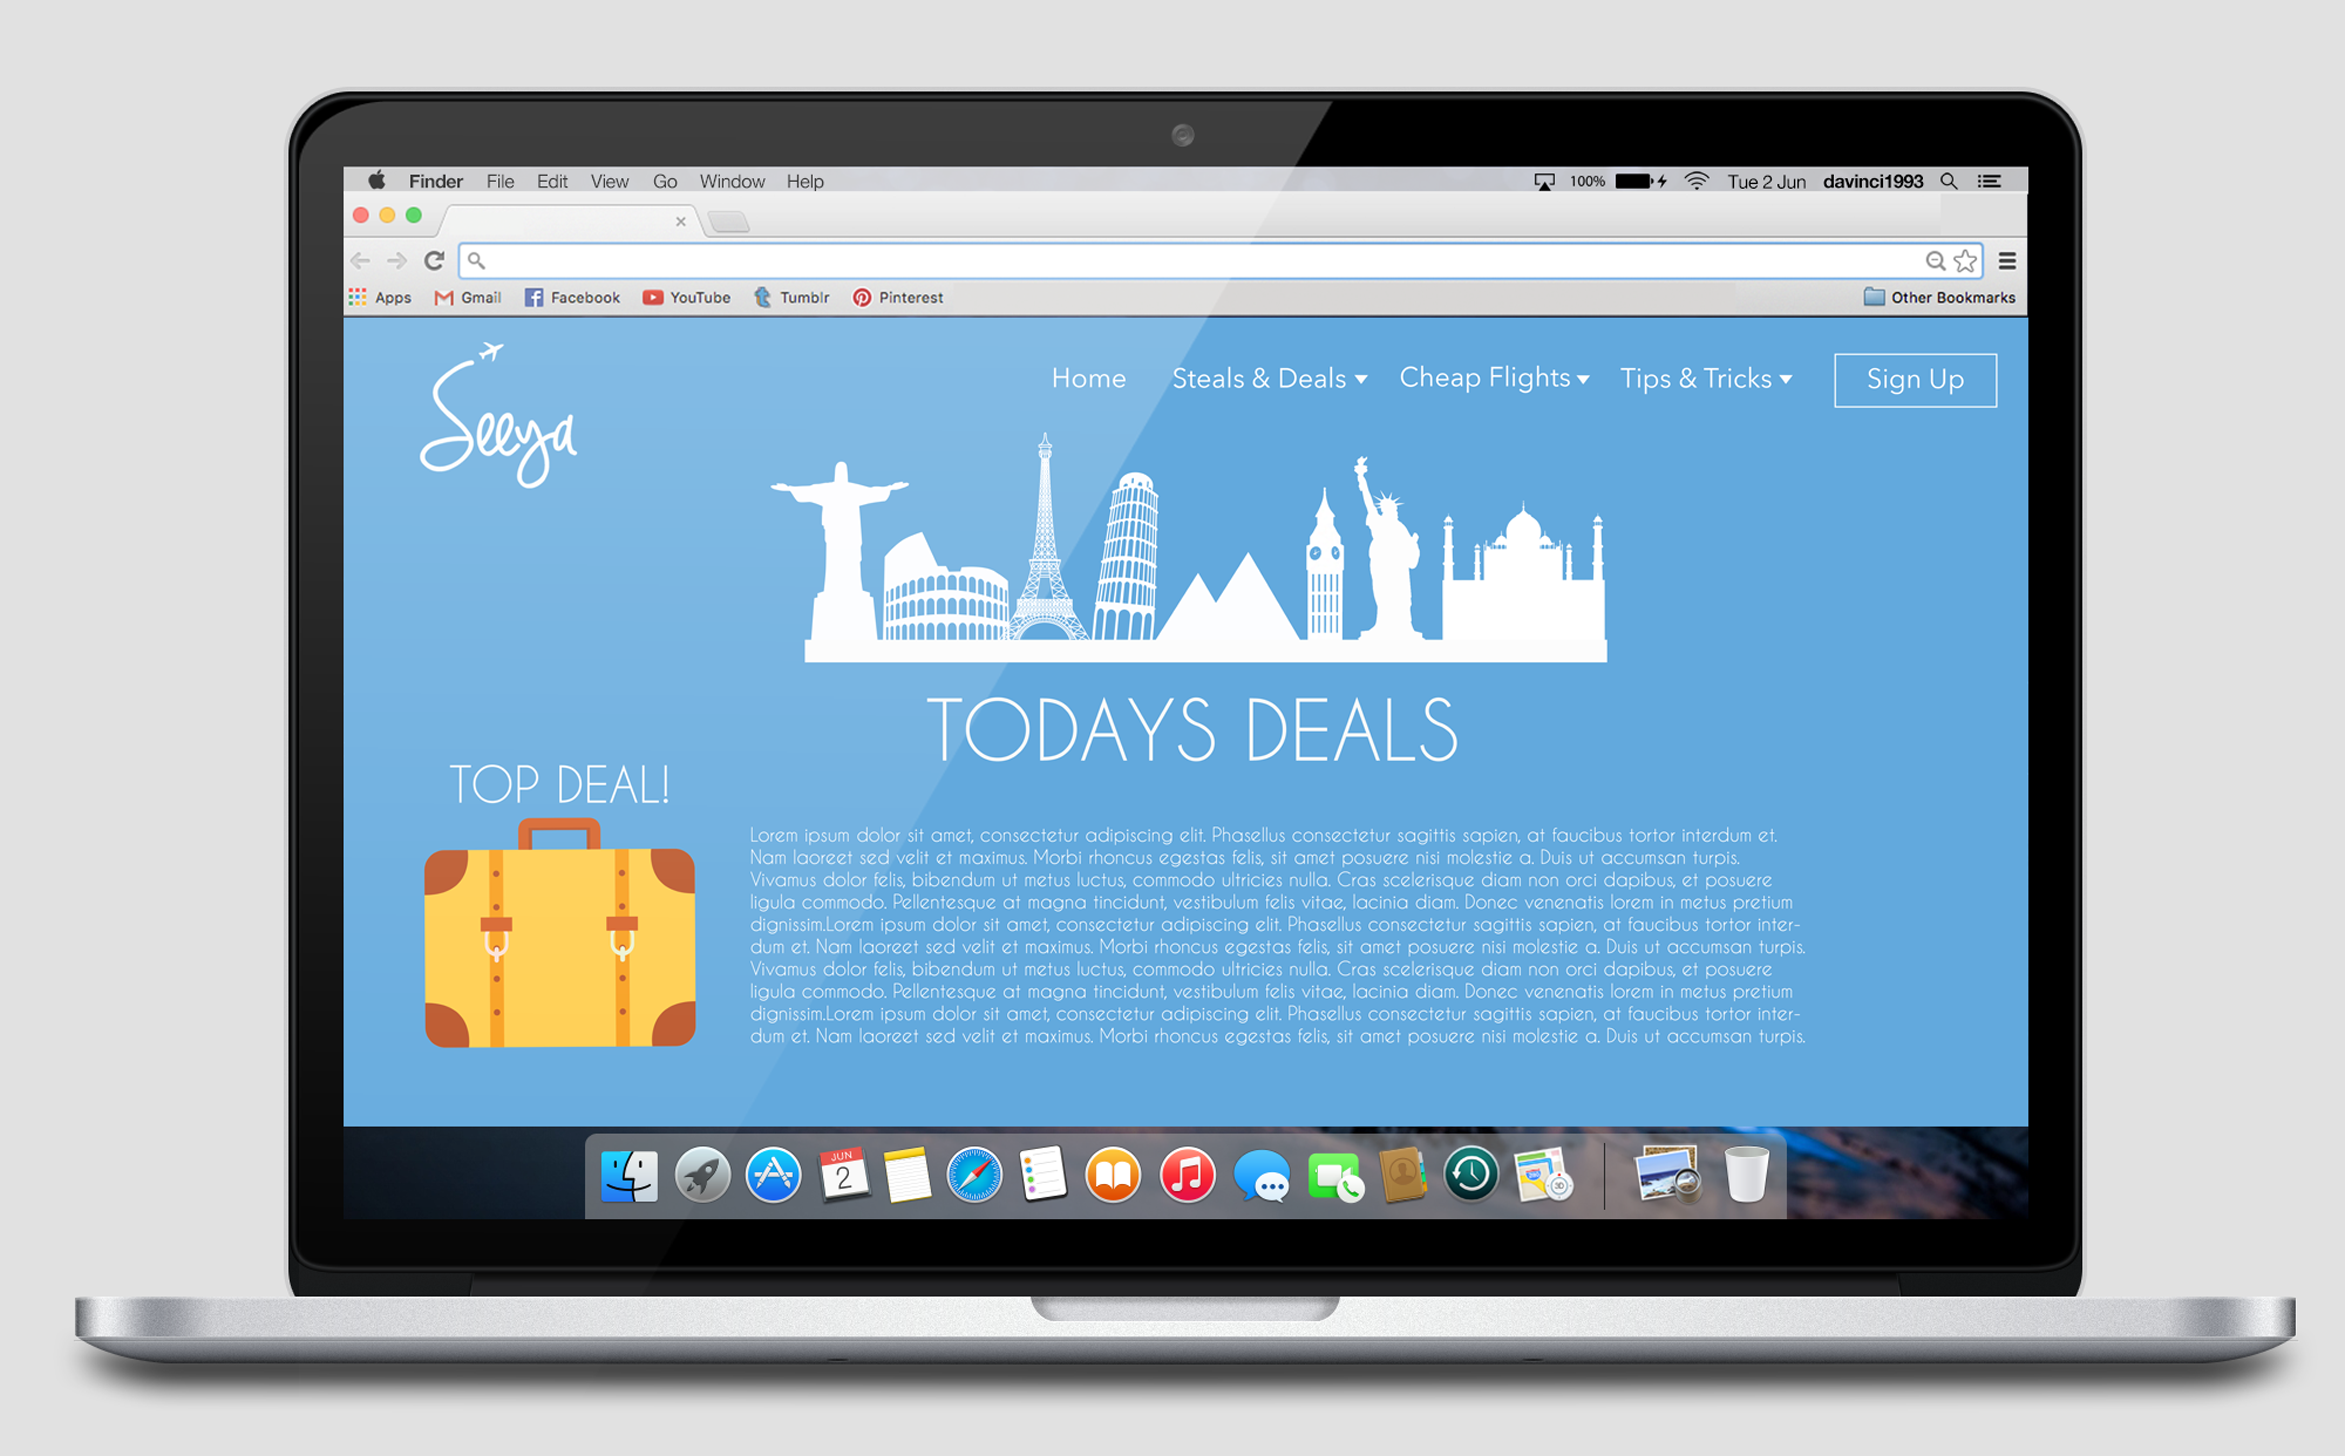 Finder File Edit View Go Window Help 100% Tue 2 Jun davinci1993
Apps Gmail Facebook YouTube Tumblr Pinterest Other Bookmarks
Seeya
Home Steals & Deals Cheap Flights Tips & Tricks Sign Up
TODAYS DEALS
TOP DEAL!
Lorem ipsum dolor sit amet, consectetur adipiscing elit. Phasellus consectetur sagittis sapien, at faucibus tortor interdum et.
Nam laoreet sed velit et maximus. Morbi rhoncus egestas felis, sit amet posuere nisi molestie a. Duis ut accumsan turpis.
Vivamus dolor felis, bibendum ut metus luctus, commodo ultricies nulla. Cras scelerisque diam non orci dapibus, et posuere
ligula commodo. Pellentesque at magna tincidunt, vestibulum felis vitae, lacinia diam. Donec venenatis lorem in metus pretium
dignissim.Lorem ipsum dolor sit amet, consectetur adipiscing elit. Phasellus consectetur sagittis sapien, at faucibus tortor inter-
dum et. Nam laoreet sed velit et maximus. Morbi rhoncus egestas felis, sit amet posuere nisi molestie a. Duis ut accumsan turpis.
Vivamus dolor felis, bibendum ut metus luctus, commodo ultricies nulla. Cras scelerisque diam non orci dapibus, et posuere
ligula commodo. Pellentesque at magna tincidunt, vestibulum felis vitae, lacinia diam. Donec venenatis lorem in metus pretium
dignissim.Lorem ipsum dolor sit amet, consectetur adipiscing elit. Phasellus consectetur sagittis sapien, at faucibus tortor inter-
dum et. Nam laoreet sed velit et maximus. Morbi rhoncus egestas felis, sit amet posuere nisi molestie a. Duis ut accumsan turpis.
JUN
2
3D